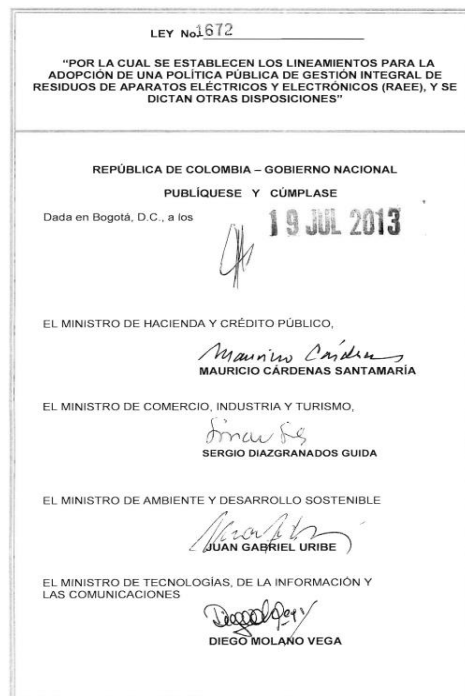 LEY No. 1672
"POR LA CUAL SE ESTABLECEN LOS LINEAMIENTOS PARA LA
ADOPCIÓN DE UNA POLÍTICA PÚBLICA DE GESTIÓN INTEGRAL DE
RESIDUOS DE APARATOS ELÉCTRICOS Y ELECTRÓNICOS (RAEE), Y SE
DICTAN OTRAS DISPOSICIONES"
REPÚBLICA DE COLOMBIA – GOBIERNO NACIONAL
PUBLÍQUESE Y CÚMPLASE
Dada en Bogotá, D.C., a los
19 JUL 2013
EL MINISTRO DE HACIENDA Y CRÉDITO PÚBLICO,
Mauricio Cárdenas
MAURICIO CÁRDENAS SANTAMARÍA
EL MINISTRO DE COMERCIO, INDUSTRIA Y TURISMO,
SERGIO DIAZGRANADOS GUIDA
EL MINISTRO DE AMBIENTE Y DESARROLLO SOSTENIBLE
JUAN GABRIEL URIBE
EL MINISTRO DE TECNOLOGÍAS, DE LA INFORMACIÓN Y
LAS COMUNICACIONES
DIEGO MOLANO VEGA